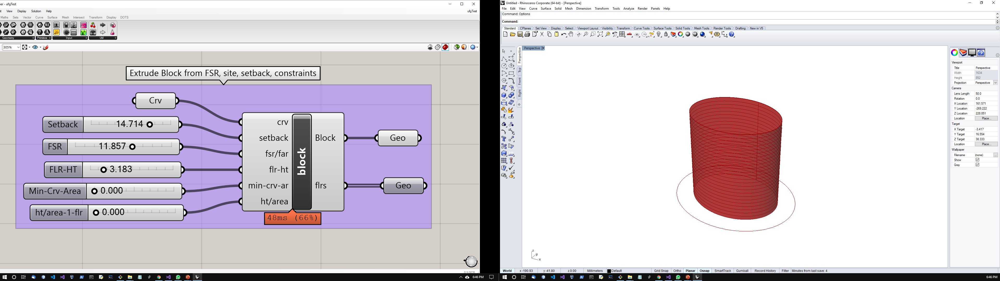 er - ufgTest
it View Display Solution Help
ufgTest
Maths Sets Vector Curve Surface Mesh Intersect Transform Display DOTS
Geometry Primitive Input Util
305%
Extrude Block from FSR, site, setback, constraints
Crv
Setback 14.714
FSR 11.857
FLR-HT 3.183
Min-Crv-Area 0.000
ht/area-1-flr 0.000
crv
setback
fsr/far
flr-ht
min-crv-ar
ht/area
block
Block
flrs
Geo
Geo
48ms (66%)
0.9.0076
6:46 PM
Untitled - Rhinoceros Corporate (64-bit) - [Perspective]
File Edit View Curve Surface Solid Mesh Dimension Transform Tools Analyze Render Panels Help
Command: Options
Command:
Standard CPlanes Set View Display Select Viewport Layout Visibility Transform Curve Tools Surface Tools Solid Tools Mesh Tools Render Tools Drafting New in V5
Perspective
Perspective
Top
Front
Right
z
y
x
Viewport
Title Perspective
Width 1634
Height 852
Projection Perspective
Camera
Lens Length 50.0
Rotation 0.0
X Location 161.571
Y Location -269.222
Z Location 228.851
Location Place...
Target
X Target -3.417
Y Target 16.554
Z Target 38.333
Location Place...
Wallpaper
Filename (none) ...
Show
Gray
World x -190.93 y -41.80 z 0.00 Millimeters Default Grid Snap Ortho Planar Osnap SmartTrack Gumball Record History Filter Minutes from last save: 4
6:46 PM